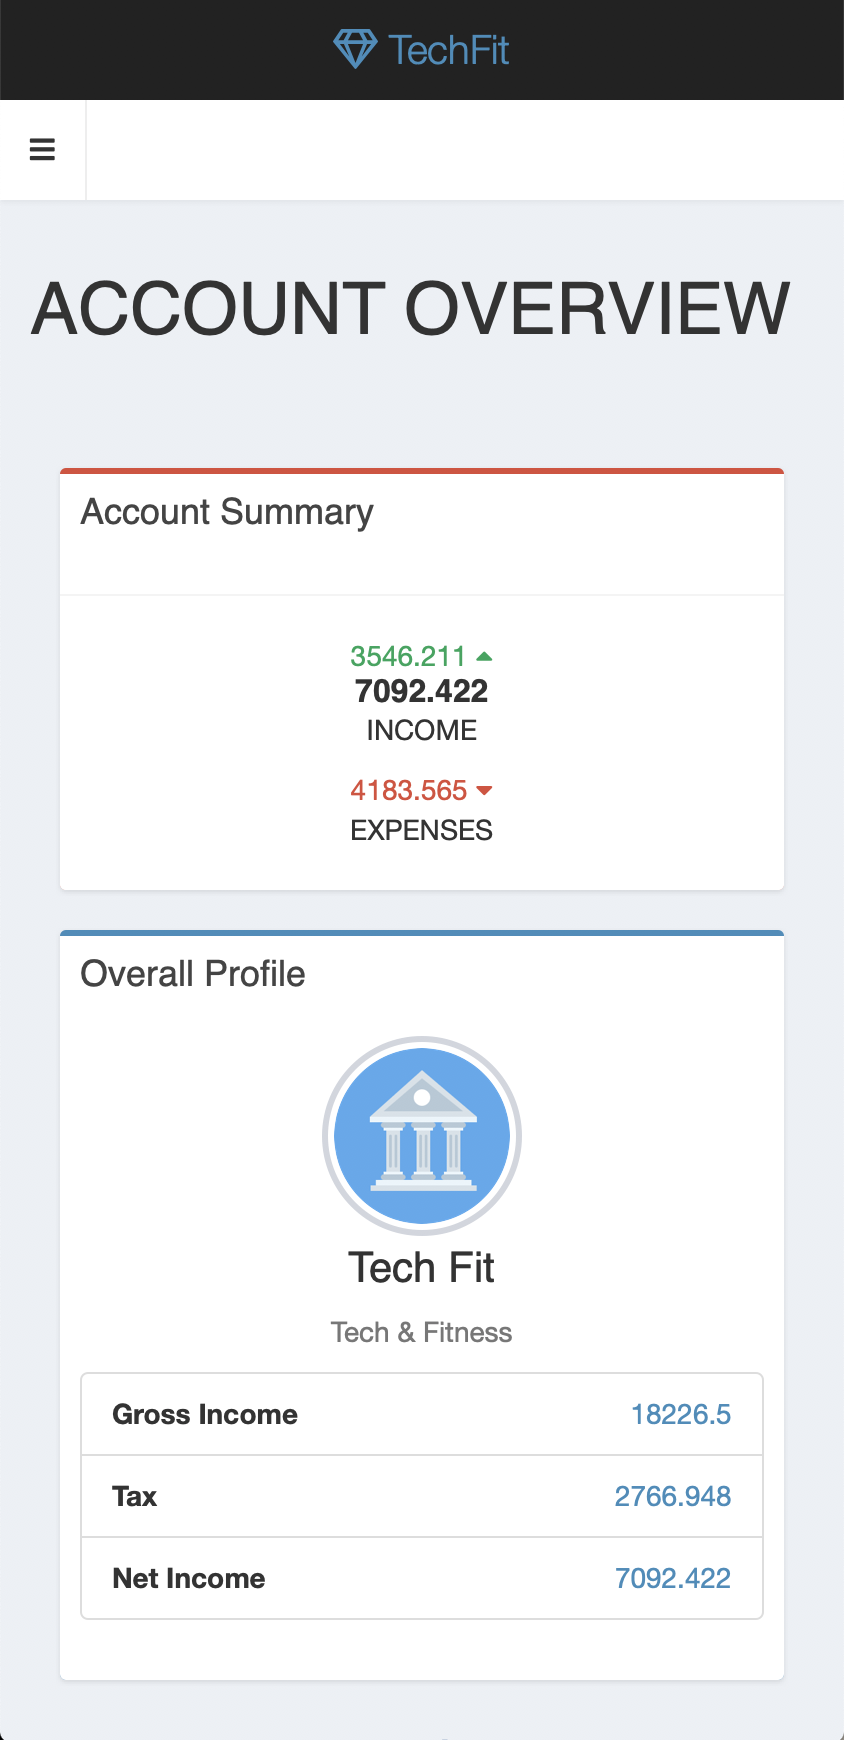 TechFit
ACCOUNT OVERVIEW
Account Summary
3546.211
7092.422
INCOME
4183.565
EXPENSES
Overall Profile
Tech Fit
Tech & Fitness
Gross Income 18226.5
Tax 2766.948
Net Income 7092.422